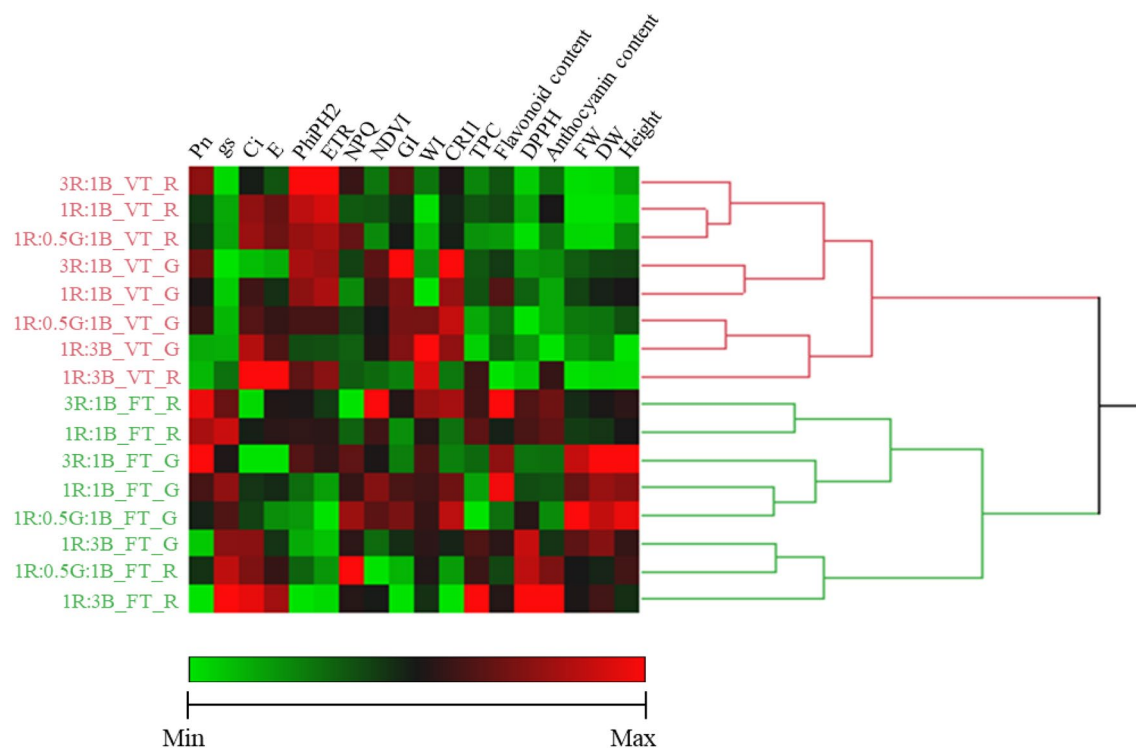 Pn
gs
Ci
E
PhiPH2
ETR
NPQ
NDVI
GI
WI
CRI1
TPC
Flavonoid content
DPPH
Anthocyanin content
FW
DW
Height
3R:1B_VT_R
1R:1B_VT_R
1R:0.5G:1B_VT_R
3R:1B_VT_G
1R:1B_VT_G
1R:0.5G:1B_VT_G
1R:3B_VT_G
1R:3B_VT_R
3R:1B_FT_R
1R:1B_FT_R
3R:1B_FT_G
1R:1B_FT_G
1R:0.5G:1B_FT_G
1R:3B_FT_G
1R:0.5G:1B_FT_R
1R:3B_FT_R
Min Max